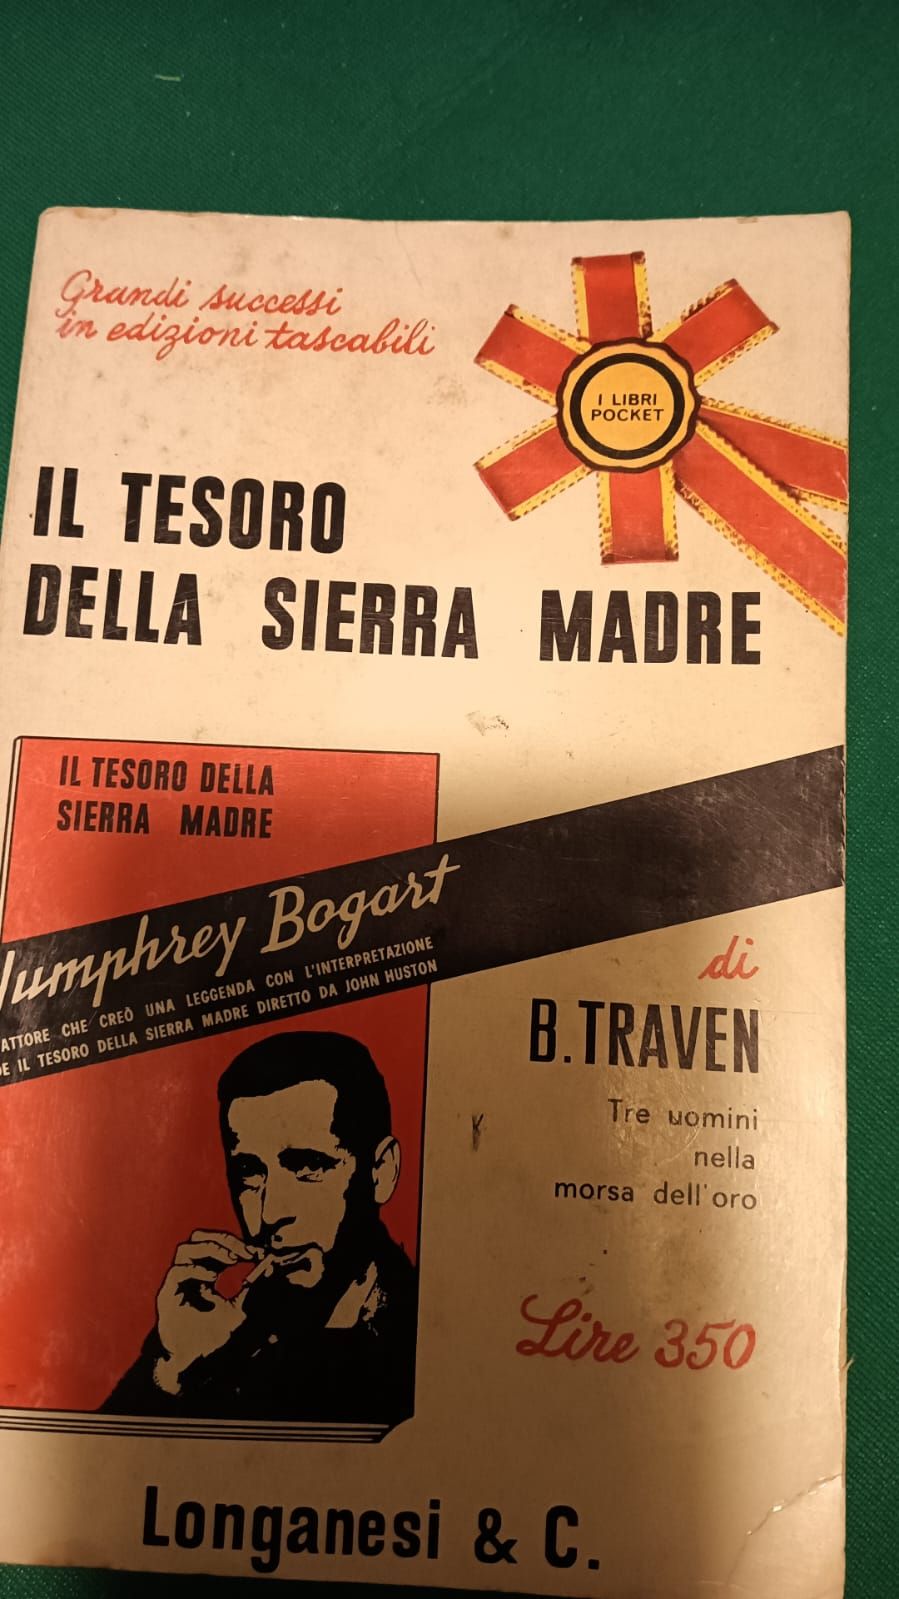 Grandi successi
in edizioni tascabili
I LIBRI
POCKET
IL TESORO
DELLA SIERRA MADRE
IL TESORO DELLA
SIERRA MADRE
Humphrey Bogart
ATTORE CHE CREÒ UNA LEGGENDA CON L'INTERPRETAZIONE
DE IL TESORO DELLA SIERRA MADRE DIRETTO DA JOHN HUSTON
di
B. TRAVEN
Tre uomini
nella
morsa dell'oro
Lire 350
Longanesi & C.